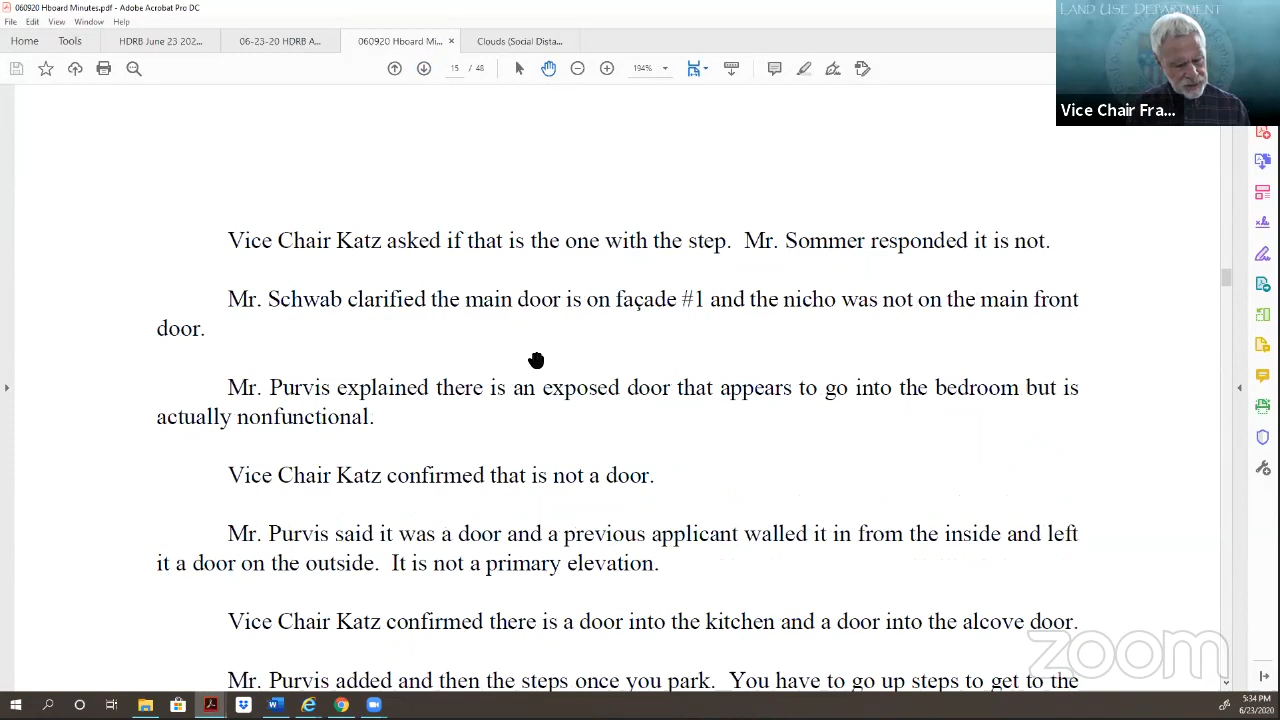 060920 Hboard Minutes.pdf - Adobe Acrobat Pro DC
File Edit View Window Help
LAND USE DEPARTMENT
Home Tools HDRB June 23 202... 06-23-20 HDRB A... 060920 Hboard Mi... × Clouds (Social Dista...
15 / 48 194%
Vice Chair Fra...
Vice Chair Katz asked if that is the one with the step. Mr. Sommer responded it is not.
Mr. Schwab clarified the main door is on façade #1 and the nicho was not on the main front
door.
Mr. Purvis explained there is an exposed door that appears to go into the bedroom but is
actually nonfunctional.
Vice Chair Katz confirmed that is not a door.
Mr. Purvis said it was a door and a previous applicant walled it in from the inside and left
it a door on the outside. It is not a primary elevation.
Vice Chair Katz confirmed there is a door into the kitchen and a door into the alcove door.
zoom
Mr. Purvis added and then the steps once you park. You have to go up steps to get to the
5:34 PM
6/23/2020